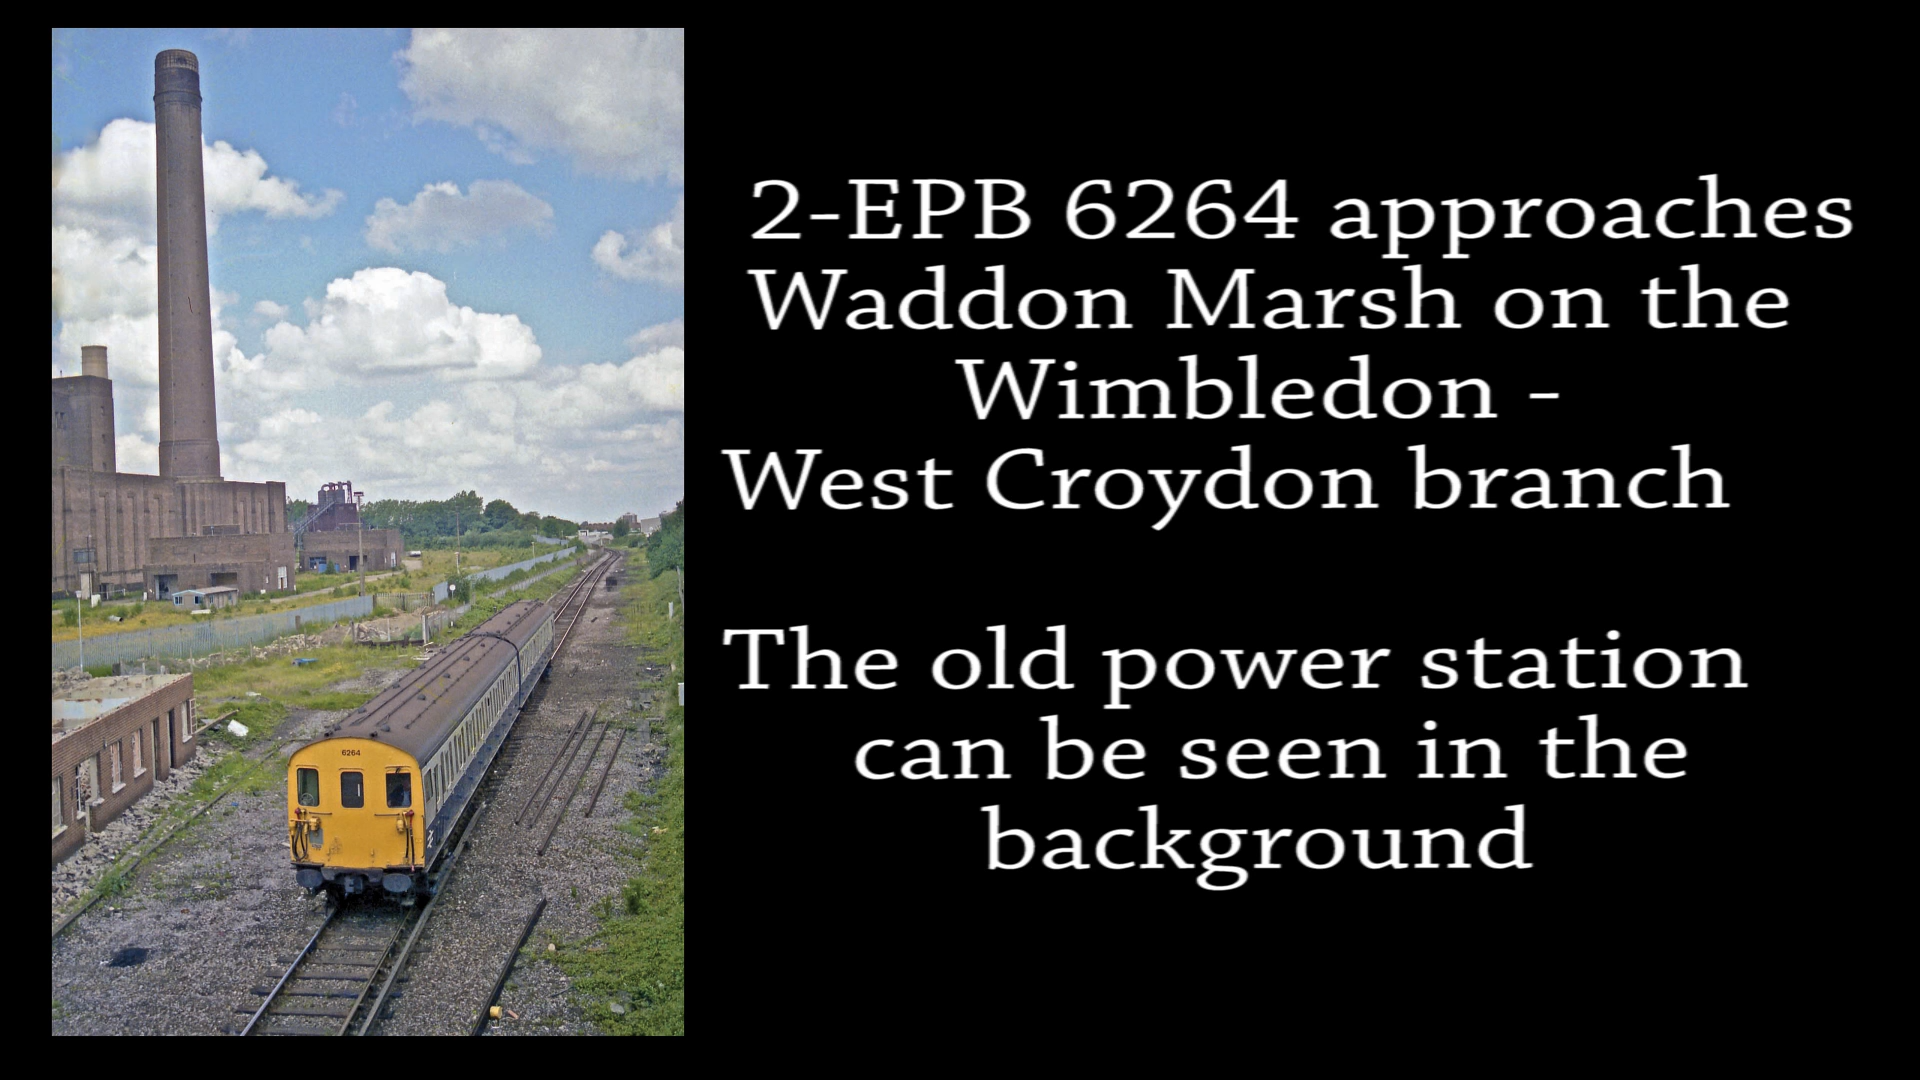 2-EPB 6264 approaches
Waddon Marsh on the
Wimbledon -
West Croydon branch
The old power station
can be seen in the
background
6264